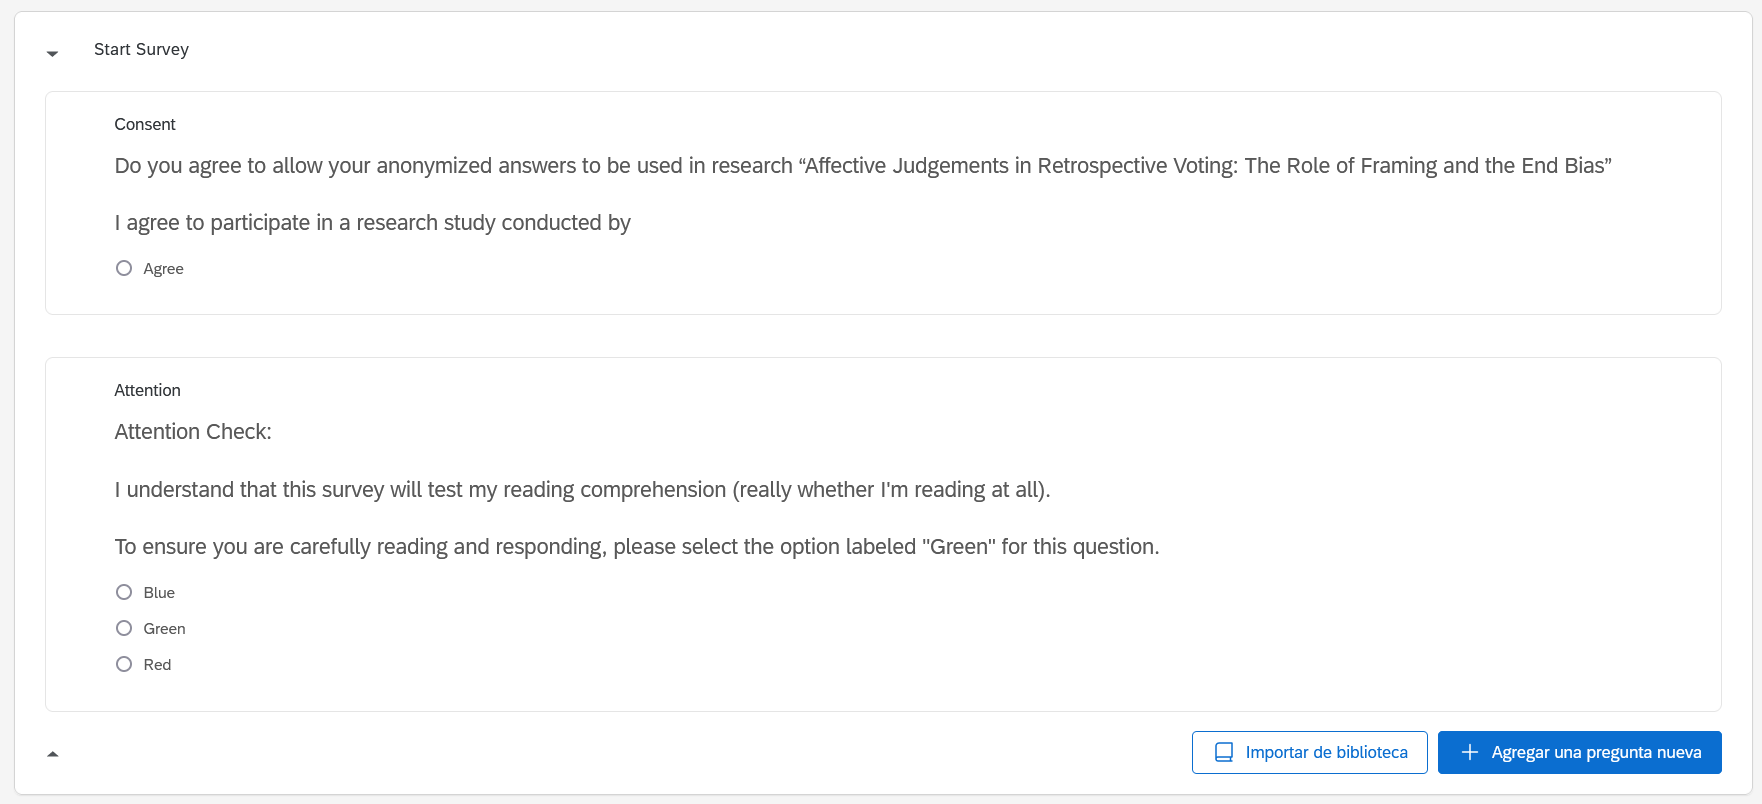 Start Survey
Consent
Do you agree to allow your anonymized answers to be used in research “Affective Judgements in Retrospective Voting: The Role of Framing and the End Bias”
I agree to participate in a research study conducted by
Agree
Attention
Attention Check:
I understand that this survey will test my reading comprehension (really whether I'm reading at all).
To ensure you are carefully reading and responding, please select the option labeled "Green" for this question.
Blue
Green
Red
Importar de biblioteca
Agregar una pregunta nueva